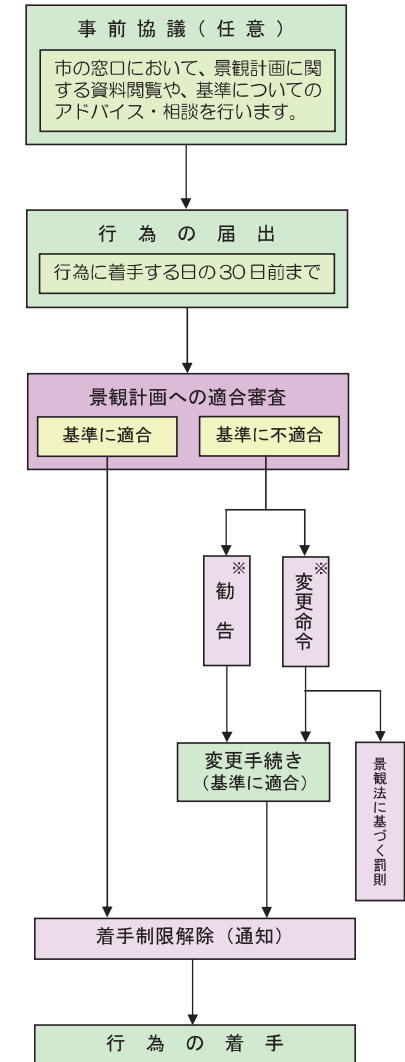 事前協議（任意）
市の窓口において、景観計画に関
する資料閲覧や、基準についての
アドバイス・相談を行います。
行為の届出
行為に着手する日の30日前まで
景観計画への適合審査
基準に適合
基準に不適合
※
勧告
※
変更命令
変更手続き
（基準に適合）
景観法に基づく罰則
着手制限解除（通知）
行為の着手